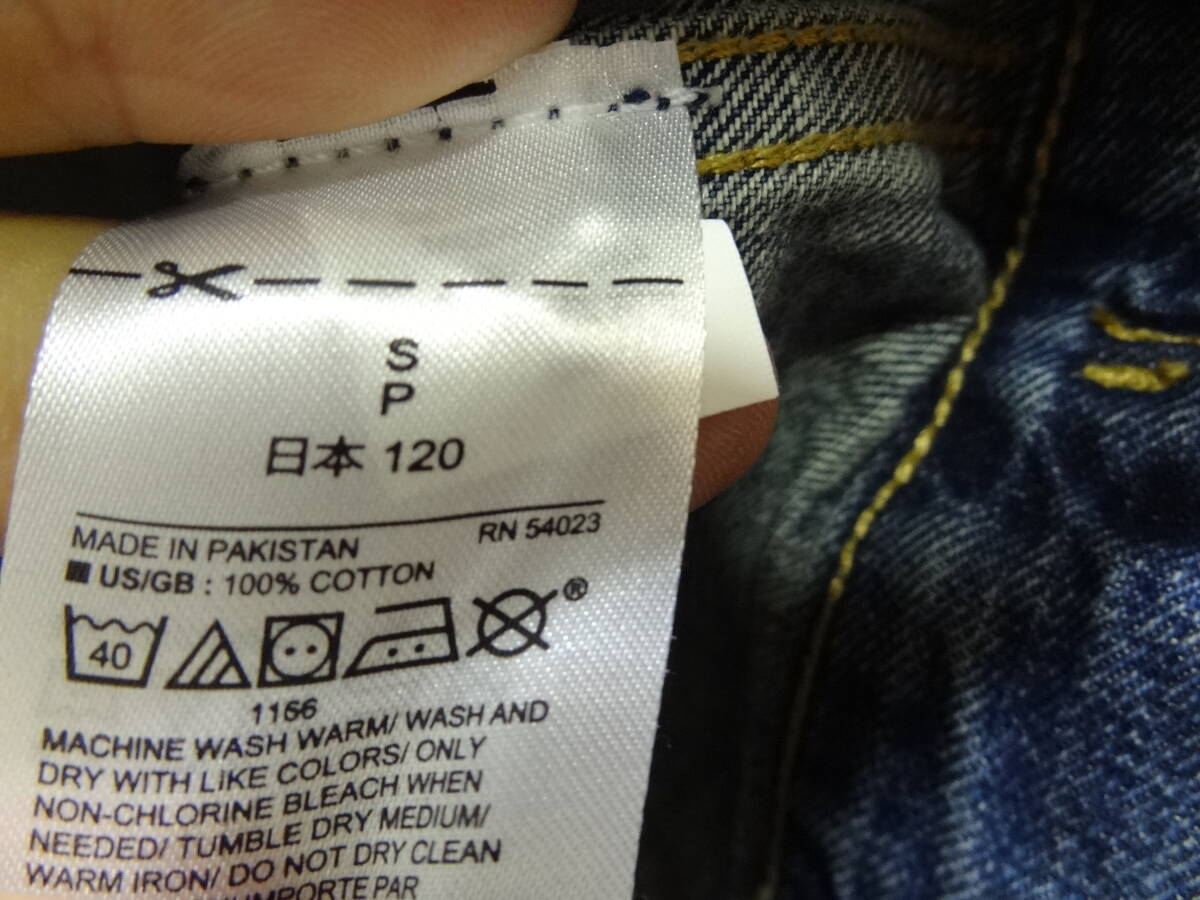 S
P
日本 120
MADE IN PAKISTAN RN 54023
US/GB : 100% COTTON
40 ®
1166
MACHINE WASH WARM/ WASH AND
DRY WITH LIKE COLORS/ ONLY
NON-CHLORINE BLEACH WHEN
NEEDED/ TUMBLE DRY MEDIUM/
WARM IRON/ DO NOT DRY CLEAN
IMPORTE PAR